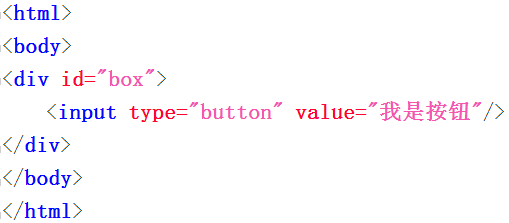 <html>
<body>
<div id="box">
    <input type="button" value="我是按钮"/>
</div>
</body>
</html>